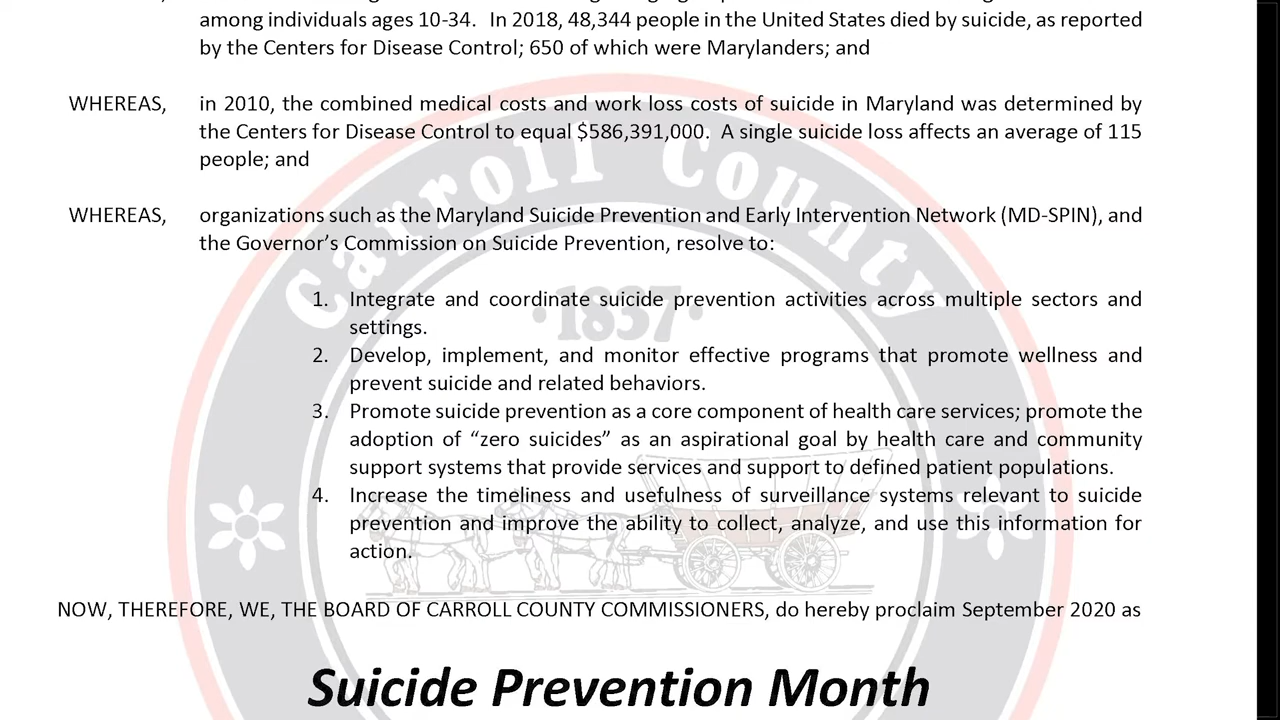 among individuals ages 10-34. In 2018, 48,344 people in the United States died by suicide, as reported
by the Centers for Disease Control; 650 of which were Marylanders; and
WHEREAS, in 2010, the combined medical costs and work loss costs of suicide in Maryland was determined by
the Centers for Disease Control to equal $586,391,000. A single suicide loss affects an average of 115
people; and
WHEREAS, organizations such as the Maryland Suicide Prevention and Early Intervention Network (MD-SPIN), and
the Governor's Commission on Suicide Prevention, resolve to:
1. Integrate and coordinate suicide prevention activities across multiple sectors and
settings.
2. Develop, implement, and monitor effective programs that promote wellness and
prevent suicide and related behaviors.
3. Promote suicide prevention as a core component of health care services; promote the
adoption of “zero suicides” as an aspirational goal by health care and community
support systems that provide services and support to defined patient populations.
4. Increase the timeliness and usefulness of surveillance systems relevant to suicide
prevention and improve the ability to collect, analyze, and use this information for
action.
NOW, THEREFORE, WE, THE BOARD OF CARROLL COUNTY COMMISSIONERS, do hereby proclaim September 2020 as
Suicide Prevention Month
Carroll County
•1837•